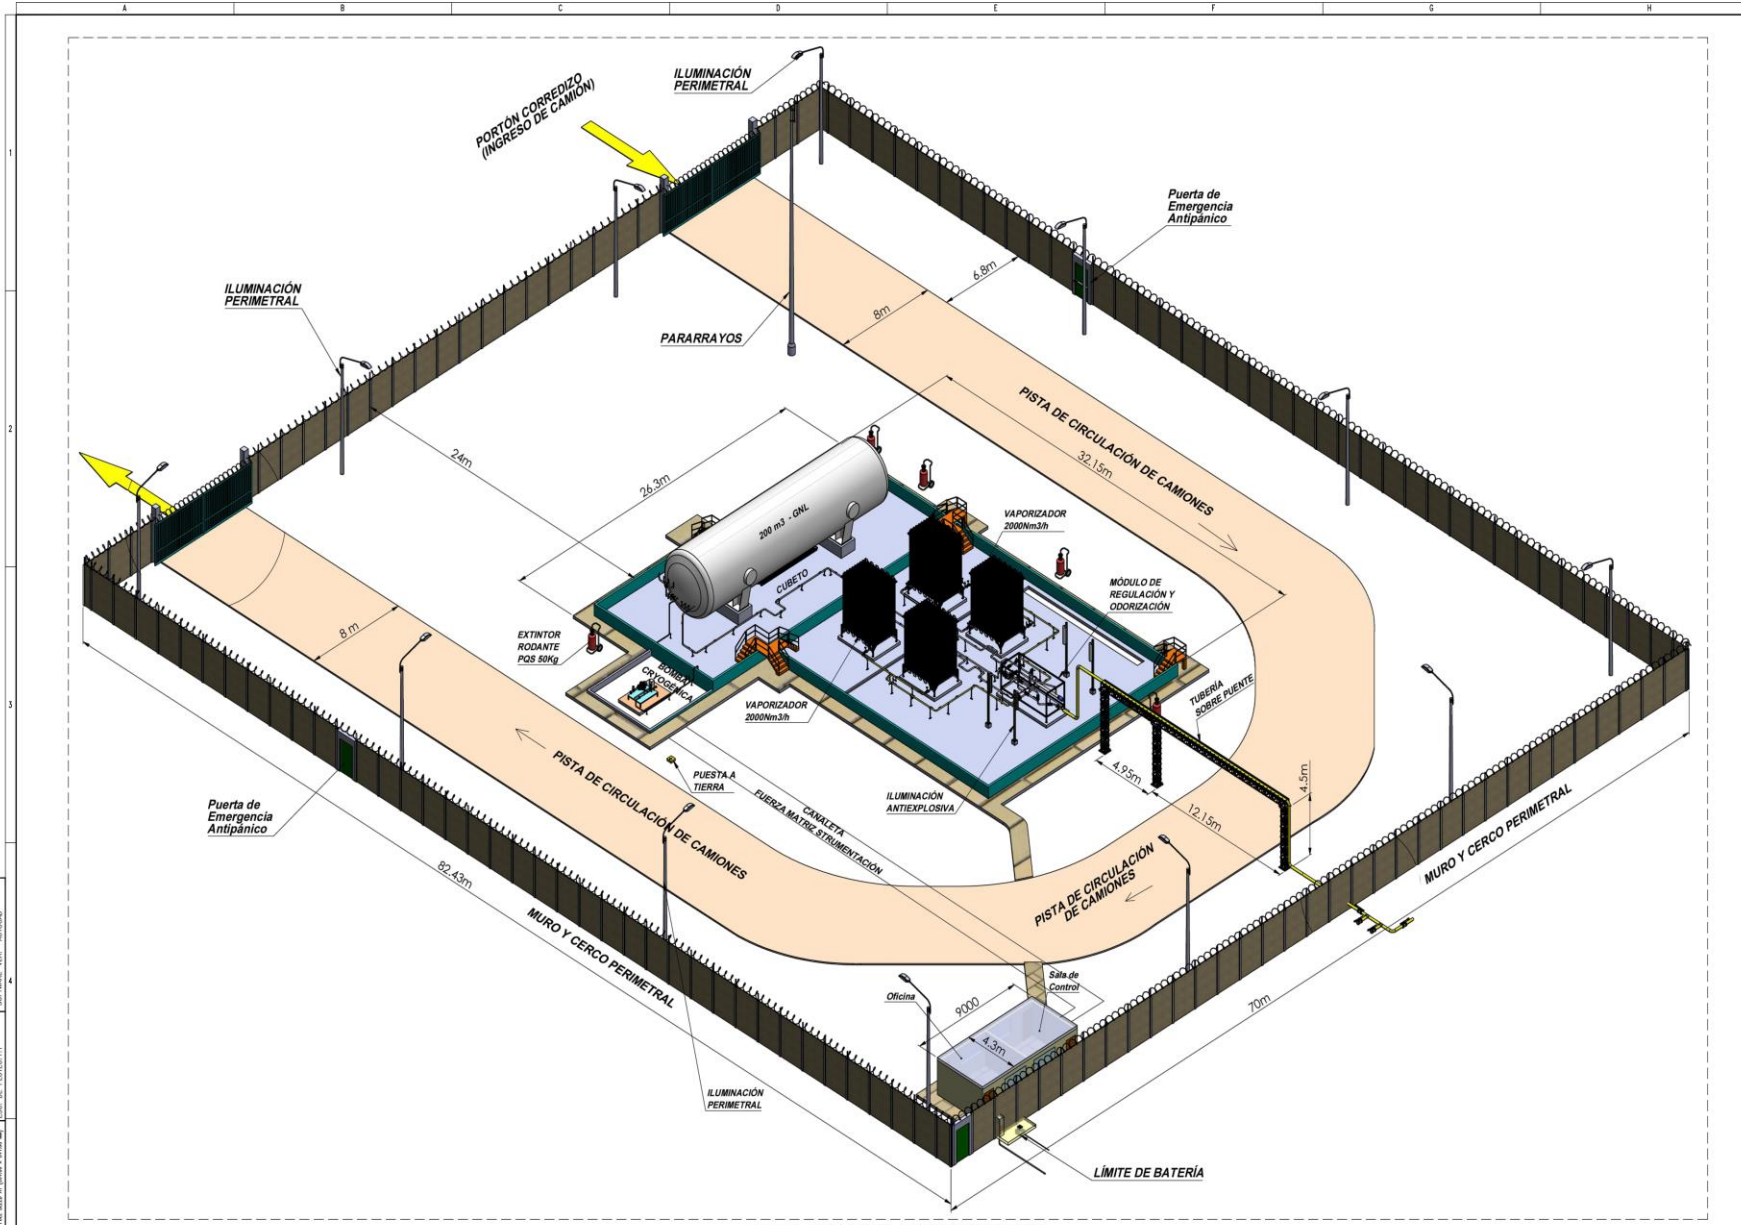 A
B
C
D
E
F
G
H
1
2
3
4
ILUMINACIÓN
PERIMETRAL
PORTÓN CORREDIZO
(INGRESO DE CAMIÓN)
Puerta de
Emergencia
Antipánico
6.8m
8m
ILUMINACIÓN
PERIMETRAL
PARARRAYOS
PISTA DE CIRCULACIÓN DE CAMIONES
32.15m
24m
26.3m
200 m3 - GNL
VAPORIZADOR
2000Nm3/h
CUBETO
MÓDULO DE
REGULACIÓN Y
ODORIZACIÓN
8 m
EXTINTOR
RODANTE
PQS 50Kg
BOMBA
CRYOGÉNICA
VAPORIZADOR
2000Nm3/h
TUBERÍA
SOBRE PUENTE
PISTA DE CIRCULACIÓN DE CAMIONES
PUESTA A
TIERRA
ILUMINACIÓN
ANTIEXPLOSIVA
4.95m
12.15m
4.5m
CANALETA
FUERZA MATRIZ STRUMENTACIÓN
Puerta de
Emergencia
Antipánico
82.43m
MURO Y CERCO PERIMETRAL
PISTA DE CIRCULACIÓN
DE CAMIONES
MURO Y CERCO PERIMETRAL
70m
Oficina
9000
Sala de
Control
4.3m
ILUMINACIÓN
PERIMETRAL
LÍMITE DE BATERÍA